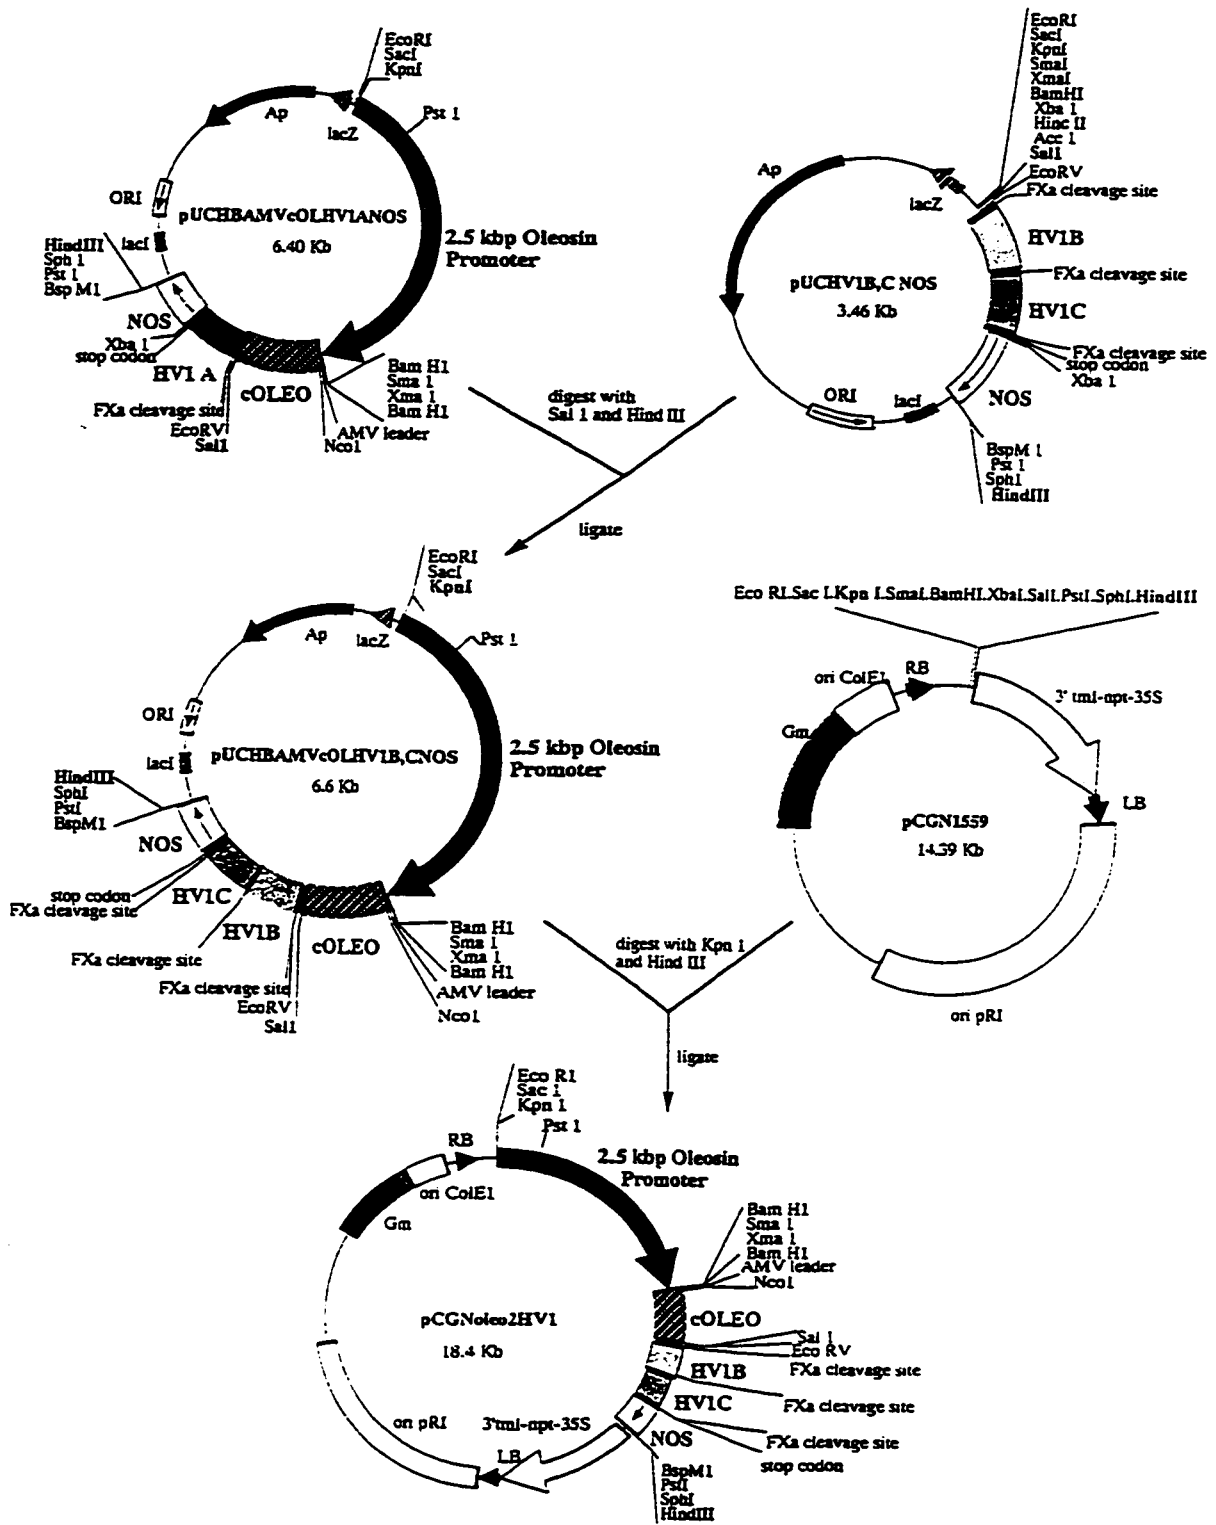 EcoRI
SacI
KpnI
Pst 1
Ap
lacZ
ORI
pUCHBAMVcOLHV1ANOS
6.40 Kb
lacI
HindIII
Sph 1
Pst 1
Bsp M1
2.5 kbp Oleosin
Promoter
NOS
Xba 1
stop codon
HV1 A
cOLEO
FXa cleavage site
EcoRV
Sal1
Bam H1
Sma 1
Xma 1
Bam H1
AMV leader
Nco1
EcoRI
SacI
KpnI
SmaI
XmaI
BamHI
Xba 1
Hinc II
Acc 1
Sal1
EcoRV
FXa cleavage site
Ap
lacZ
HV1B
FXa cleavage site
pUCHV1B,C NOS
3.46 Kb
HV1C
FXa cleavage site
stop codon
Xba 1
NOS
ORI
lacI
BspM 1
Pst 1
SphI
HindIII
digest with
Sal 1 and Hind III
ligate
EcoRI
SacI
KpnI
Ap
lacZ
Pst 1
ORI
lacI
pUCHBAMVcOLHV1B,CNOS
6.6 Kb
2.5 kbp Oleosin
Promoter
HindIII
SphI
PstI
BspM1
NOS
stop codon
FXa cleavage site
HV1C
HV1B
cOLEO
FXa cleavage site
FXa cleavage site
EcoRV
Sal1
Bam H1
Sma 1
Xma 1
Bam H1
AMV leader
Nco1
Eco RI.Sac I.Kpn I.SmaI.BamHI.XbaI.SalI.PstI.SphI.HindIII
ori ColE1
RB
3' tml-npt-35S
Gm
LB
pCGN1559
14.39 Kb
ori pRI
digest with Kpn 1
and Hind III
ligate
Eco R1
Sac 1
Kpn 1
Pst 1
RB
2.5 kbp Oleosin
Promoter
ori ColE1
Gm
Bam H1
Sma 1
Xma 1
Bam H1
AMV leader
Nco1
pCGNoleo2HV1
18.4 Kb
cOLEO
Sal 1
Eco RV
FXa cleavage site
HV1B
FXa cleavage site
HV1C
ori pRI
3'tml-npt-35S
NOS
FXa cleavage site
stop codon
LB
BspM1
PstI
SphI
HindIII